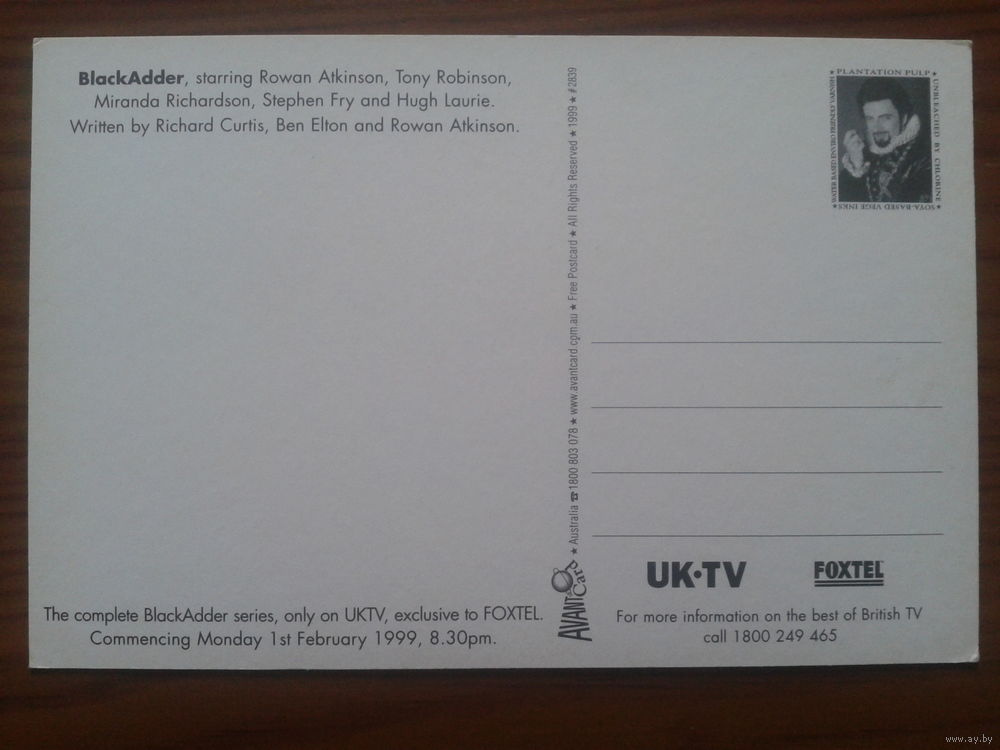 BlackAdder, starring Rowan Atkinson, Tony Robinson,
Miranda Richardson, Stephen Fry and Hugh Laurie.
Written by Richard Curtis, Ben Elton and Rowan Atkinson.
The complete BlackAdder series, only on UKTV, exclusive to FOXTEL.
Commencing Monday 1st February 1999, 8.30pm.
AVANT Card ★ Australia ☎1800 803 078 ★ www.avantcard.com.au ★ Free Postcard ★ All Rights Reserved ★ 1999 ★ #2839
★ PLANTATION PULP ★
UNBLEACHED BY CHLORINE
★ SOYA-BASED VEGE INKS ★
WATER BASED ENVIRO FRIENDLY VARNISH
UK·TV
FOXTEL
For more information on the best of British TV
call 1800 249 465
www.ay.by